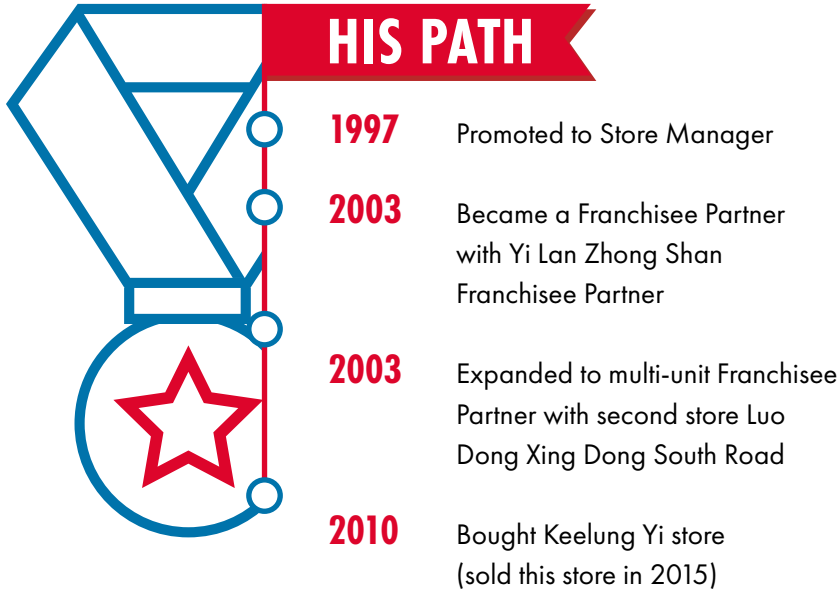 HIS PATH
1997 Promoted to Store Manager
2003 Became a Franchisee Partner
with Yi Lan Zhong Shan
Franchisee Partner
2003 Expanded to multi-unit Franchisee
Partner with second store Luo
Dong Xing Dong South Road
2010 Bought Keelung Yi store
(sold this store in 2015)